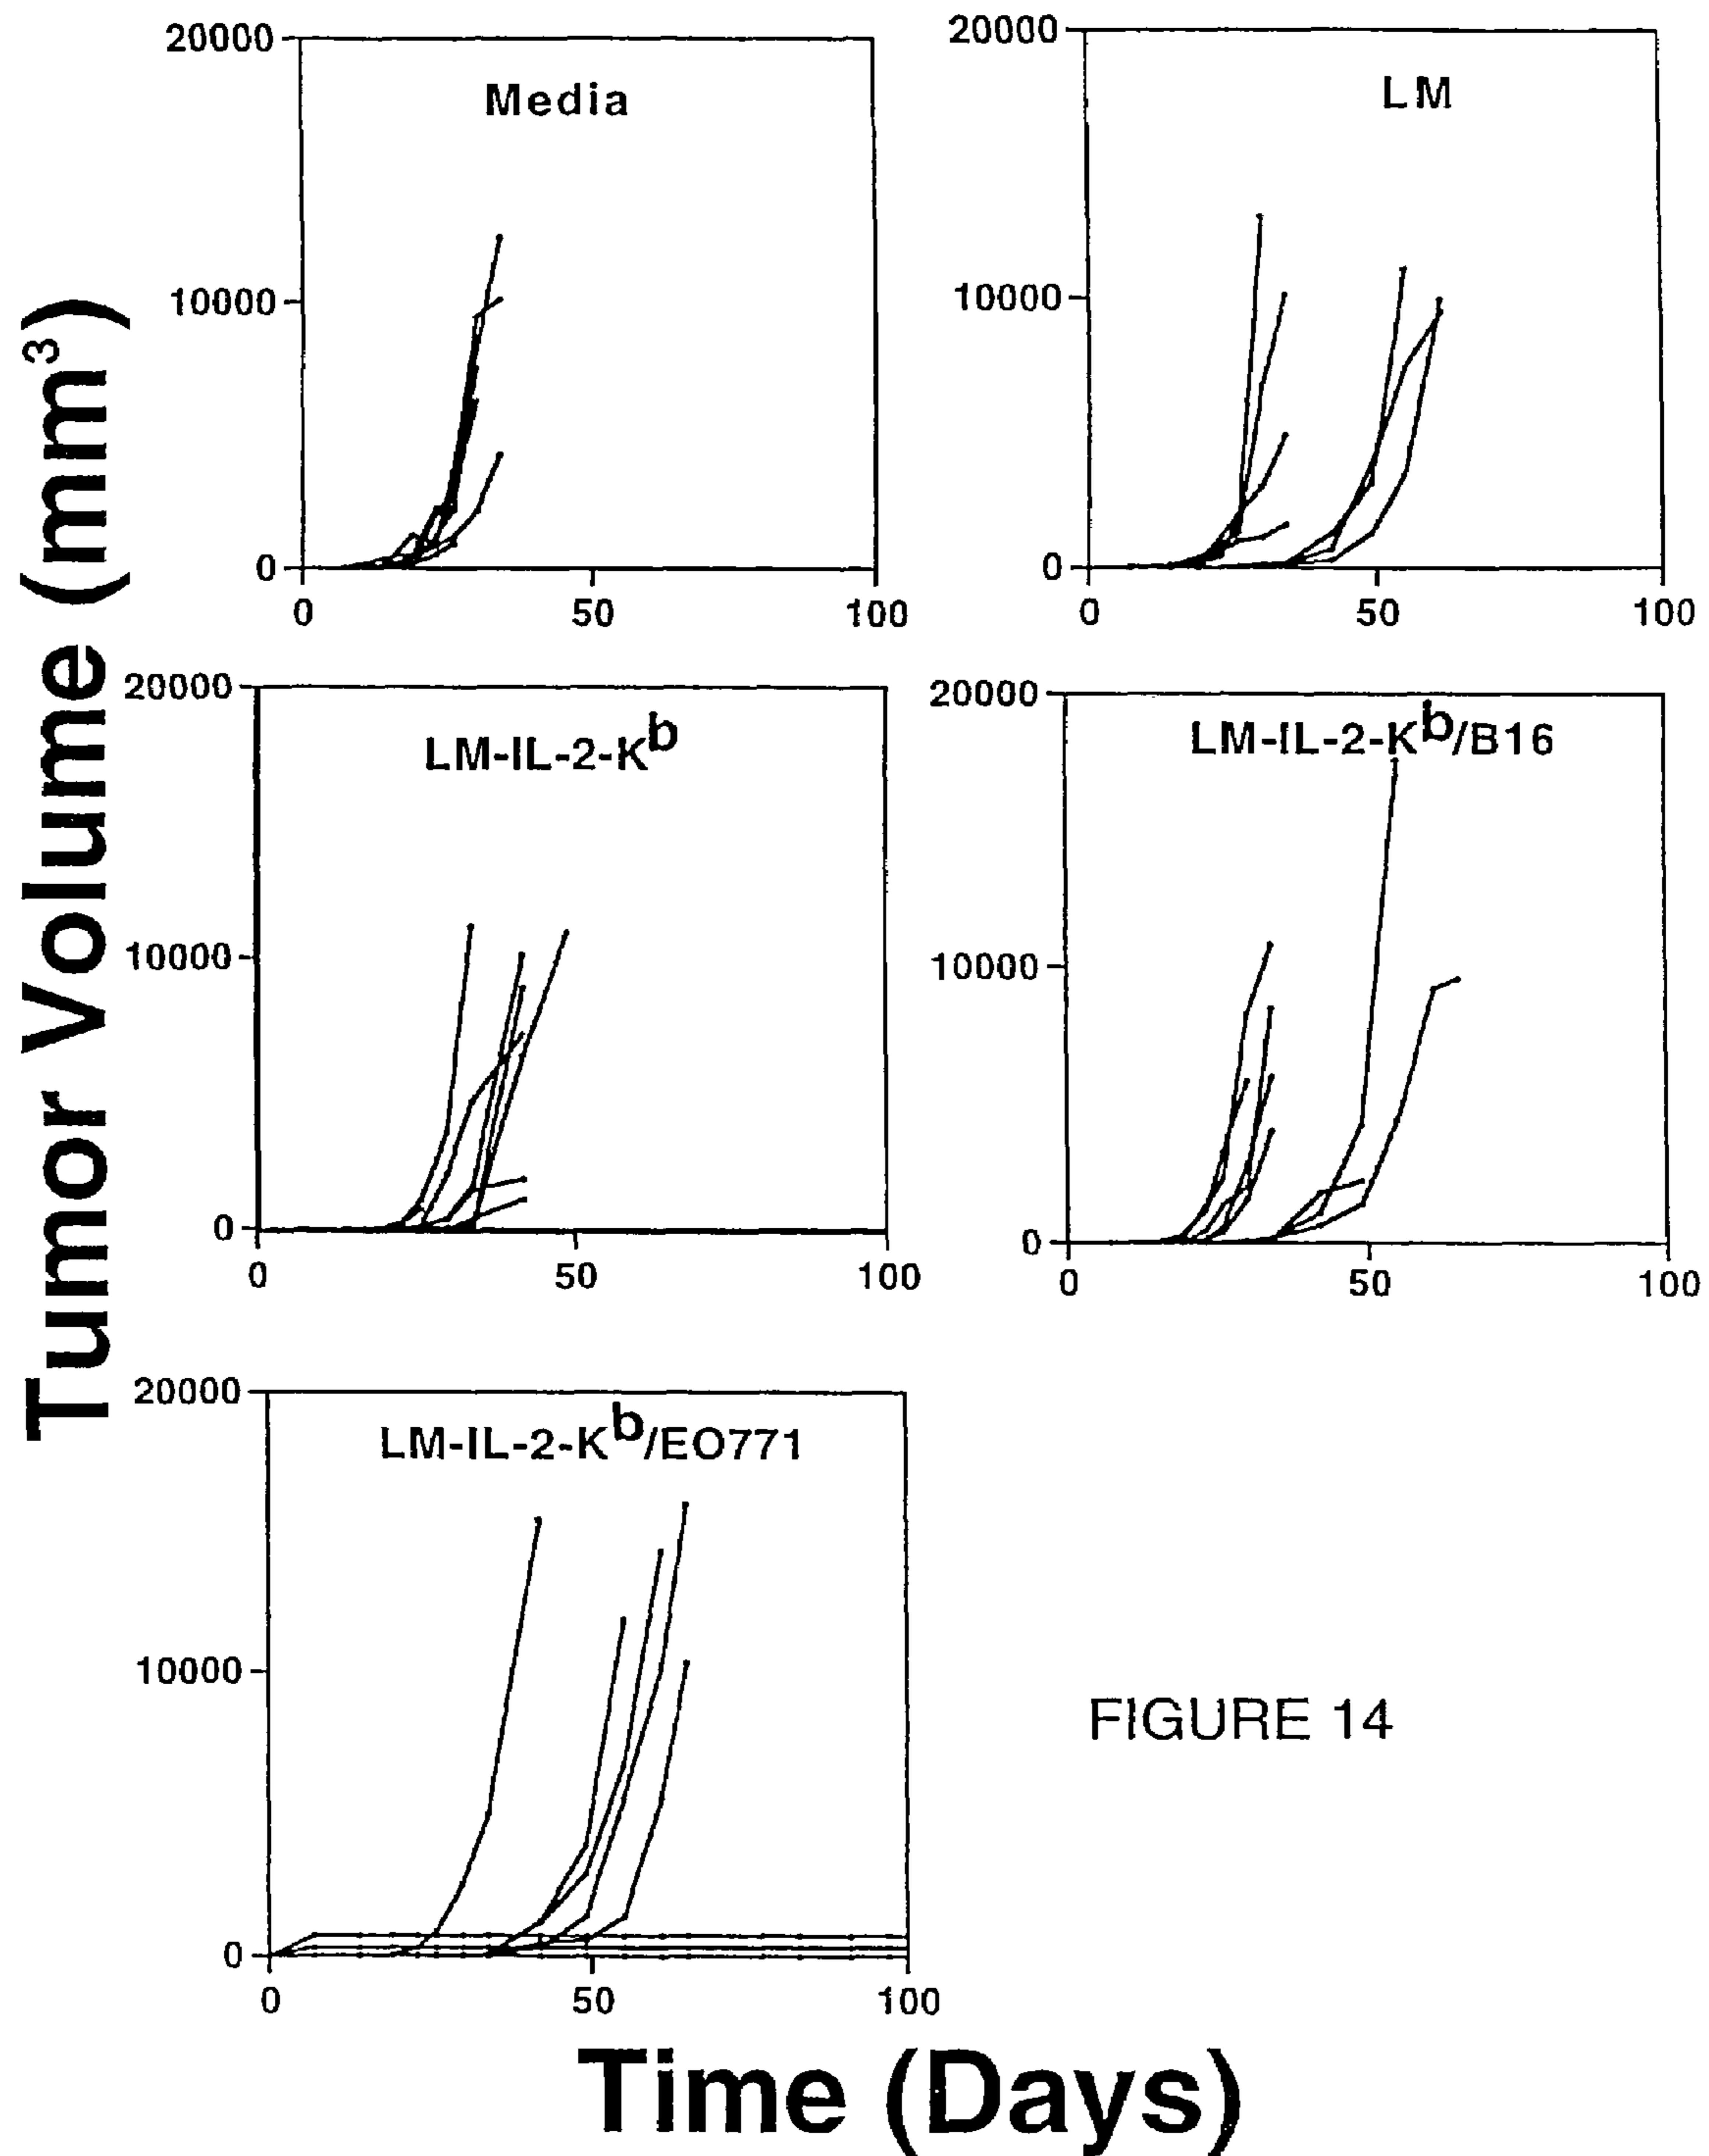 Tumor Volume (mm³)
20000
Media
10000
0
0 50 100
20000
LM
10000
0
0 50 100
20000
LM-IL-2-Kᵇ
10000
0
0 50 100
20000
LM-IL-2-Kᵇ/B16
10000
0
0 50 100
20000
LM-IL-2-Kᵇ/EO771
10000
0
0 50 100
FIGURE 14
Time (Days)